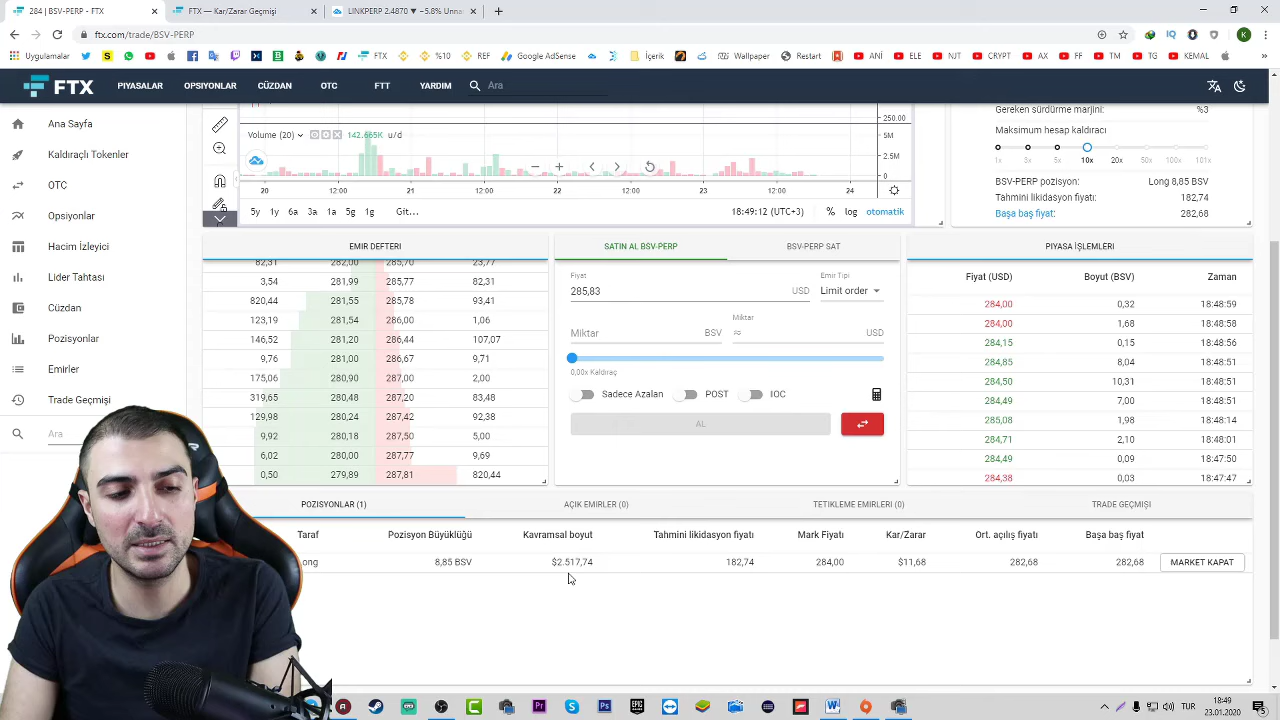 284 | BSV-PERP
FTX — Kar/Zarar Geçmişi
LINKPERP 2.4870 ▼ −5.8% Unna
ftx.com/trade/BSV-PERP
Uygulamalar
FTX
%10
REF
Google AdSense
İçerik
Wallpaper
Restart
ANİ
ELE
NUT
CRYPT
AX
FF
TM
TG
KEMAL
FTX
PIYASALAR
OPSIYONLAR
CÜZDAN
OTC
FTT
YARDIM
Ara
Ana Sayfa
Kaldıraçlı Tokenler
OTC
Opsiyonlar
Hacim İzleyici
Lider Tahtası
Cüzdan
Pozisyonlar
Emirler
Trade Geçmişi
Ara
Volume (20)
142.665K
u/d
250.00
5M
2.5M
20 12:00 21 12:00 22 12:00 23 12:00 24
5y 1y 6a 3a 1a 5g 1g Git...
18:49:12 (UTC+3)
% log otomatik
Gereken sürdürme marjini: %3
Maksimum hesap kaldıracı
1x 3x 5x 10x 20x 50x 100x 101x
BSV-PERP pozisyon: Long 8,85 BSV
Tahmini likidasyon fiyatı: 182,74
Başa baş fiyat: 282,68
EMIR DEFTERI
82,31 282,00 285,70 23,77
3,54 281,99 285,77 82,31
820,44 281,55 285,78 93,41
123,19 281,54 286,00 1,06
146,52 281,20 286,44 107,07
9,76 281,00 286,67 9,71
175,06 280,90 287,00 2,00
319,65 280,48 287,20 83,48
129,98 280,24 287,42 92,38
9,92 280,18 287,50 5,00
6,02 280,00 287,77 9,69
0,50 279,89 287,81 820,44
SATIN AL BSV-PERP
BSV-PERP SAT
Fiyat
285,83 USD
Emir Tipi
Limit order
Miktar BSV
Miktar
≈ USD
0,00x Kaldıraç
Sadece Azalan
POST
IOC
AL
PIYASA İŞLEMLERI
Fiyat (USD) Boyut (BSV) Zaman
284,00 0,32 18:48:59
284,00 1,68 18:48:58
284,15 0,15 18:48:56
284,85 8,04 18:48:51
284,50 10,31 18:48:51
284,49 7,00 18:48:51
285,08 1,98 18:48:14
284,71 2,10 18:48:01
284,49 0,09 18:47:50
284,38 0,03 18:47:47
POZISYONLAR (1)
AÇIK EMIRLER (0)
TETIKLEME EMIRLERI (0)
TRADE GEÇMIŞI
Taraf Pozisyon Büyüklüğü Kavramsal boyut Tahmini likidasyon fiyatı Mark Fiyatı Kar/Zarar Ort. açılış fiyatı Başa baş fiyat
ong 8,85 BSV $2.517,74 182,74 284,00 $11,68 282,68 282,68 MARKET KAPAT
TUR
18:49
23.01.2020